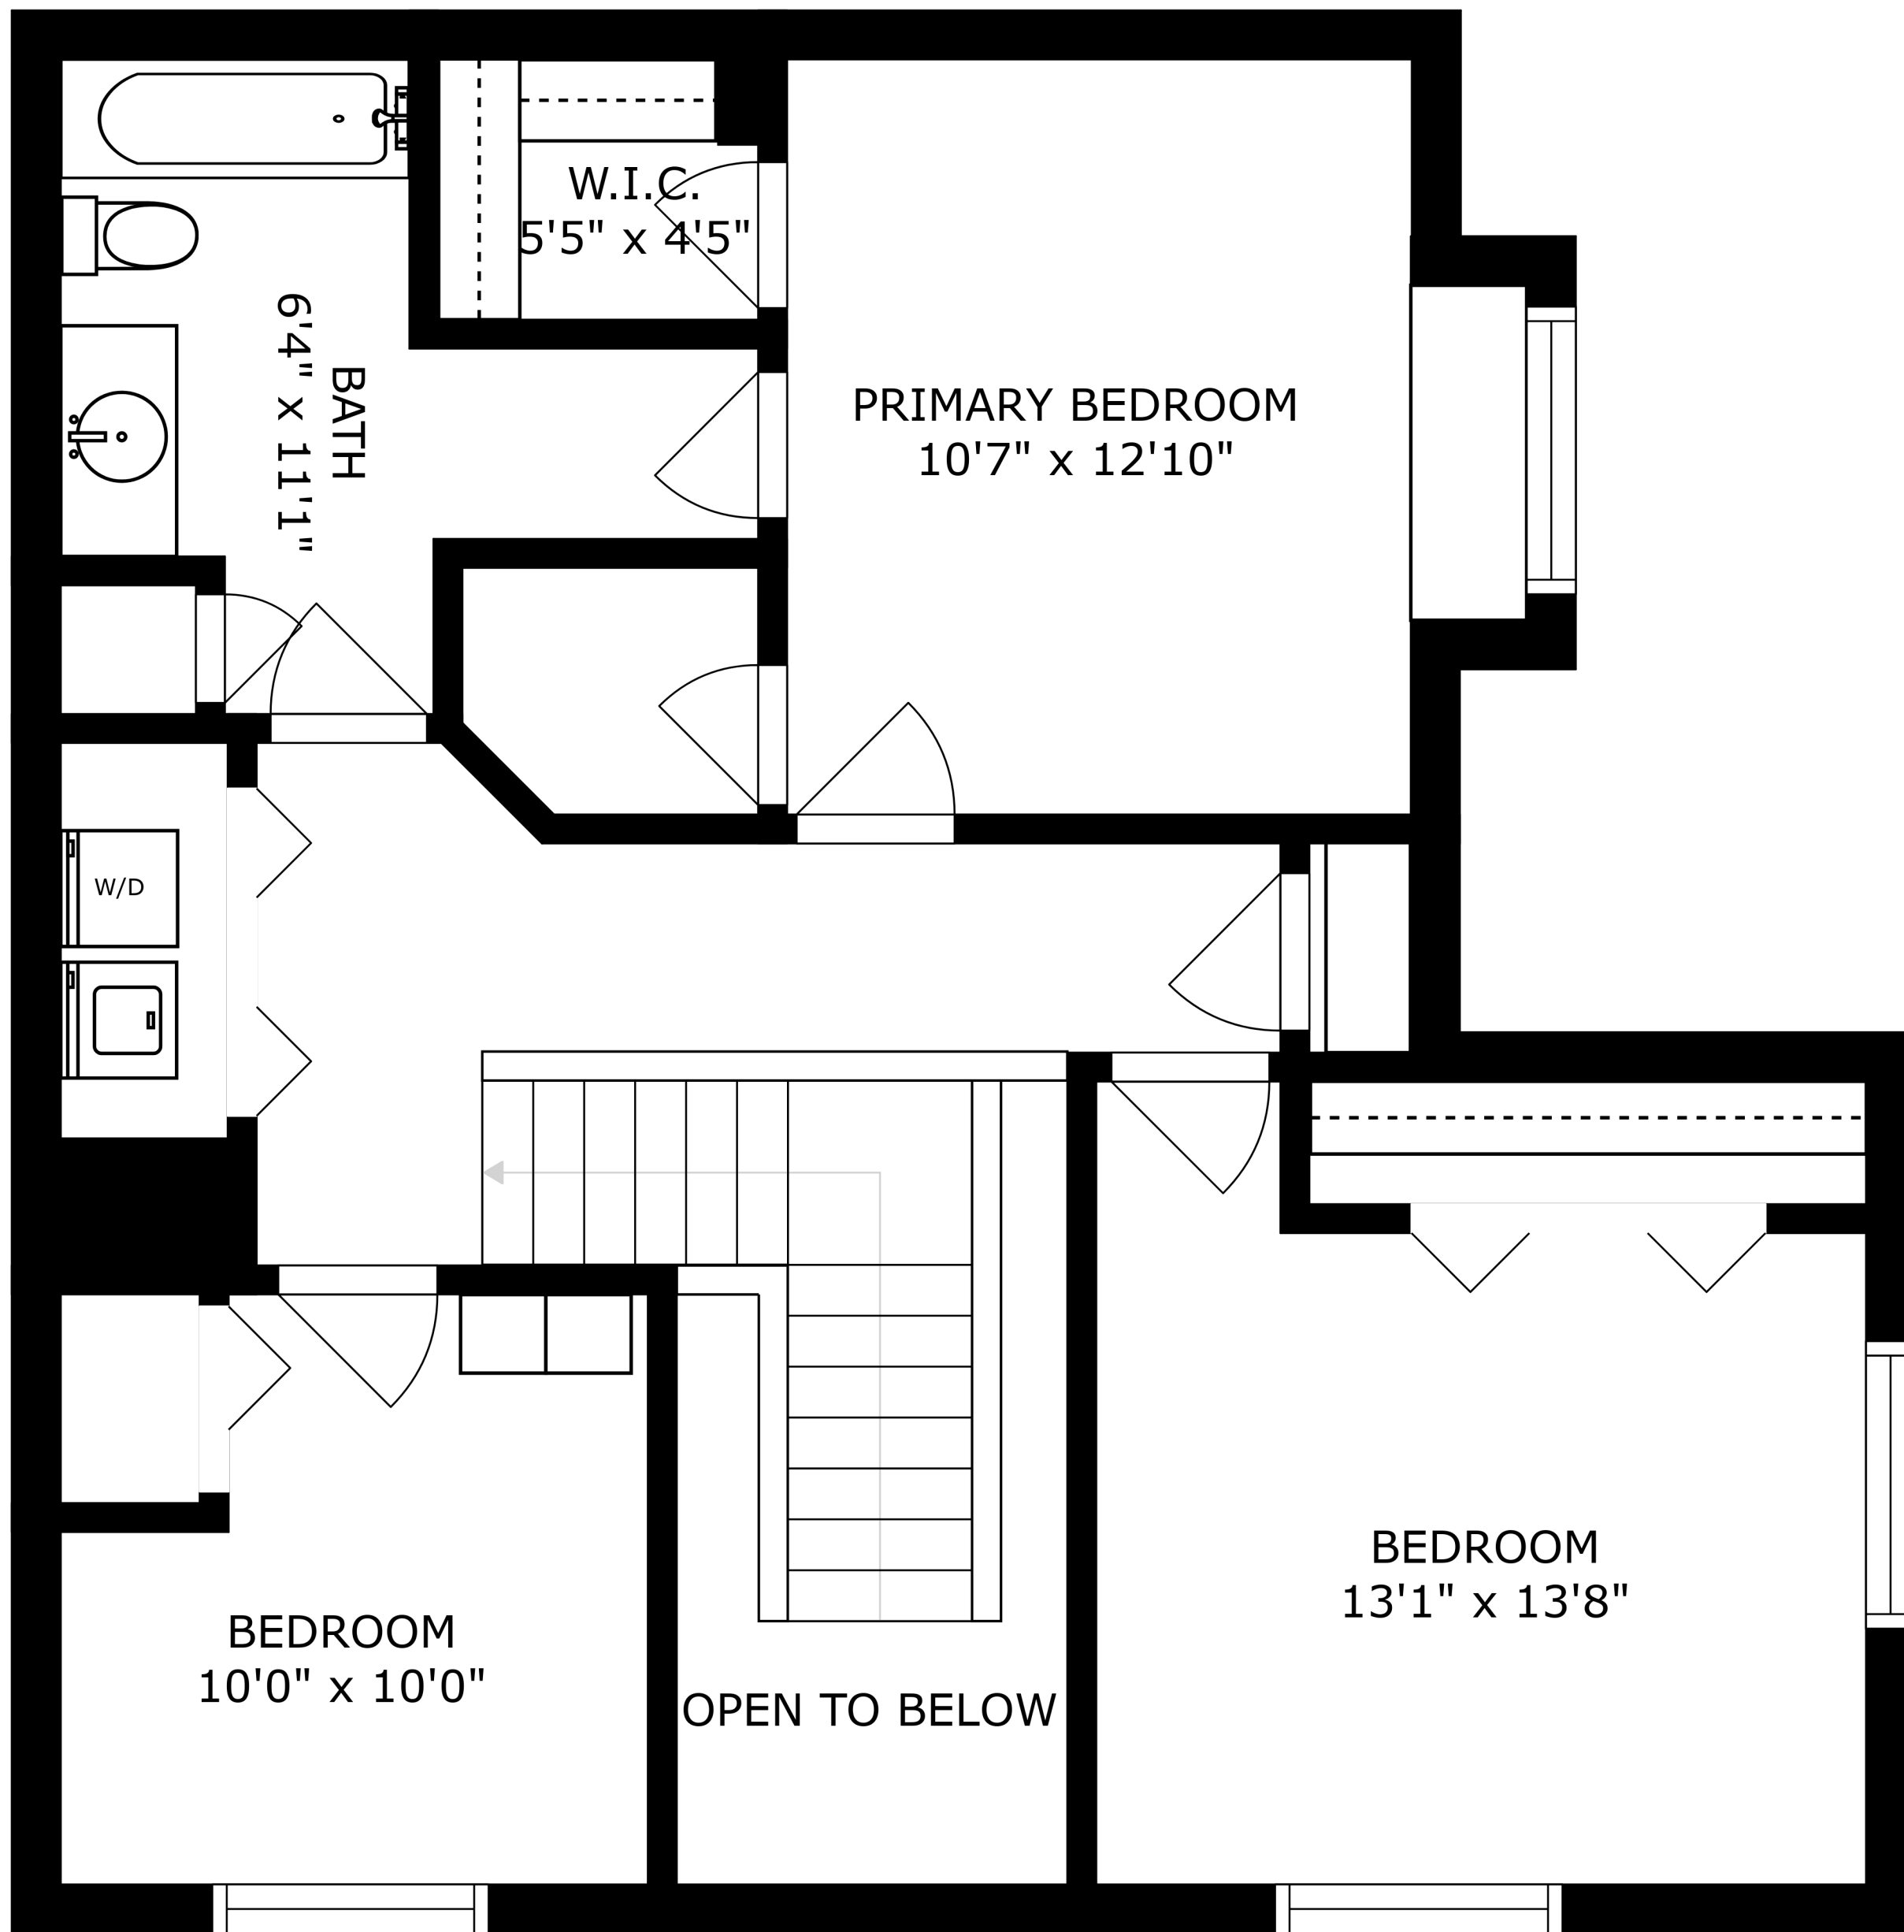 W.I.C.
5'5" x 4'5"
BATH
6'4" x 11'1"
PRIMARY BEDROOM
10'7" x 12'10"
W/D
BEDROOM
13'1" x 13'8"
BEDROOM
10'0" x 10'0"
OPEN TO BELOW